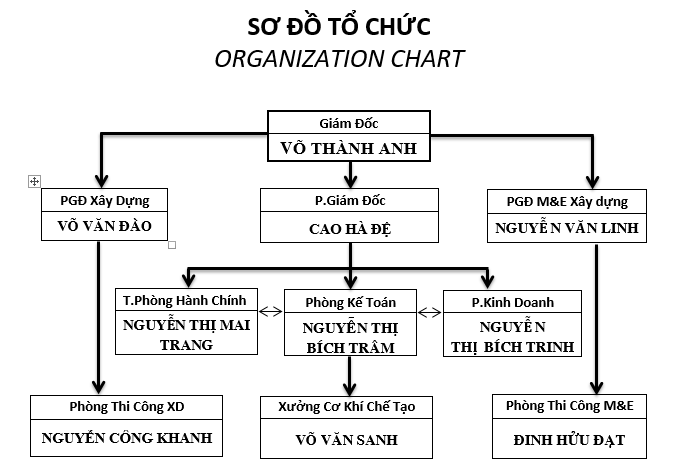 SƠ ĐỒ TỔ CHỨC
ORGANIZATION CHART
Giám Đốc
VÕ THÀNH ANH
PGĐ Xây Dựng
VÕ VĂN ĐÀO
P.Giám Đốc
CAO HÀ ĐỆ
PGĐ M&E Xây dựng
NGUYỄN VĂN LINH
T.Phòng Hành Chính
NGUYỄN THỊ MAI
TRANG
Phòng Kế Toán
NGUYỄN THỊ
BÍCH TRÂM
P.Kinh Doanh
NGUYỄN
THỊ BÍCH TRINH
Phòng Thi Công XD
NGUYỄN CÔNG KHANH
Xưởng Cơ Khí Chế Tạo
VÕ VĂN SANH
Phòng Thi Công M&E
ĐINH HỮU ĐẠT